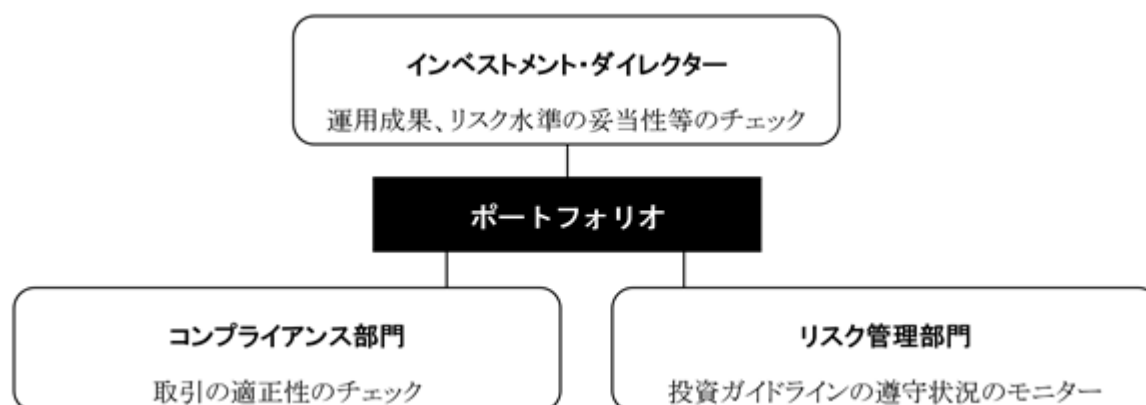 インベストメント・ダイレクター
運用成果、リスク水準の妥当性等のチェック
ポートフォリオ
コンプライアンス部門
取引の適正性のチェック
リスク管理部門
投資ガイドラインの遵守状況のモニター